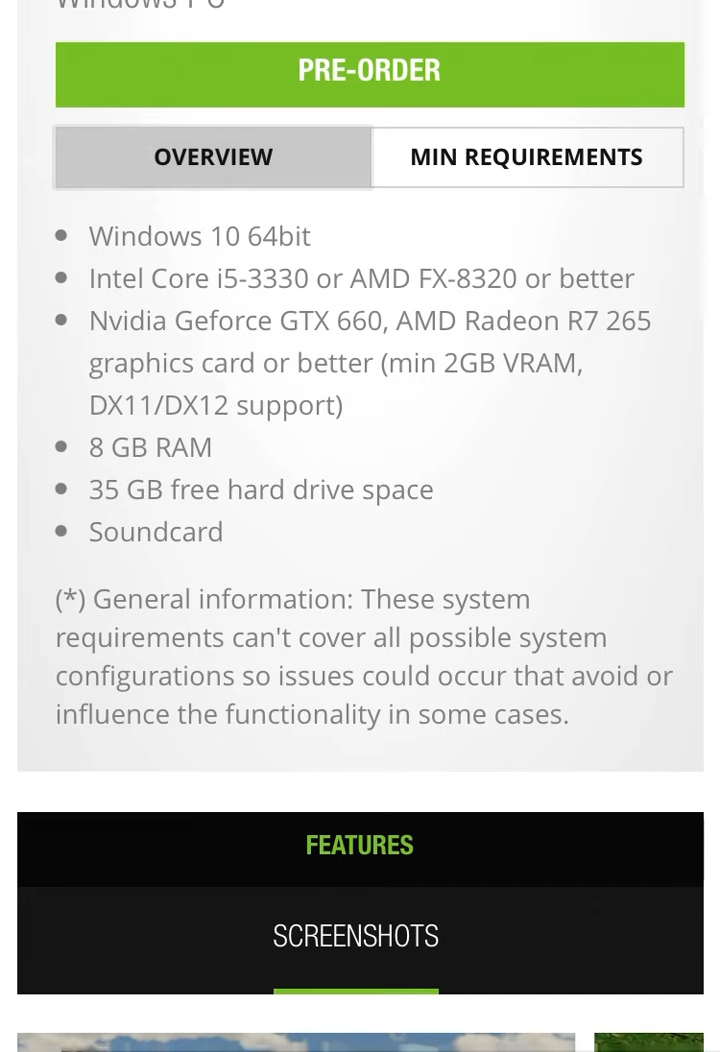 Windows PC
PRE-ORDER
OVERVIEW
MIN REQUIREMENTS
Windows 10 64bit
Intel Core i5-3330 or AMD FX-8320 or better
Nvidia Geforce GTX 660, AMD Radeon R7 265
graphics card or better (min 2GB VRAM,
DX11/DX12 support)
8 GB RAM
35 GB free hard drive space
Soundcard
(*) General information: These system
requirements can't cover all possible system
configurations so issues could occur that avoid or
influence the functionality in some cases.
FEATURES
SCREENSHOTS